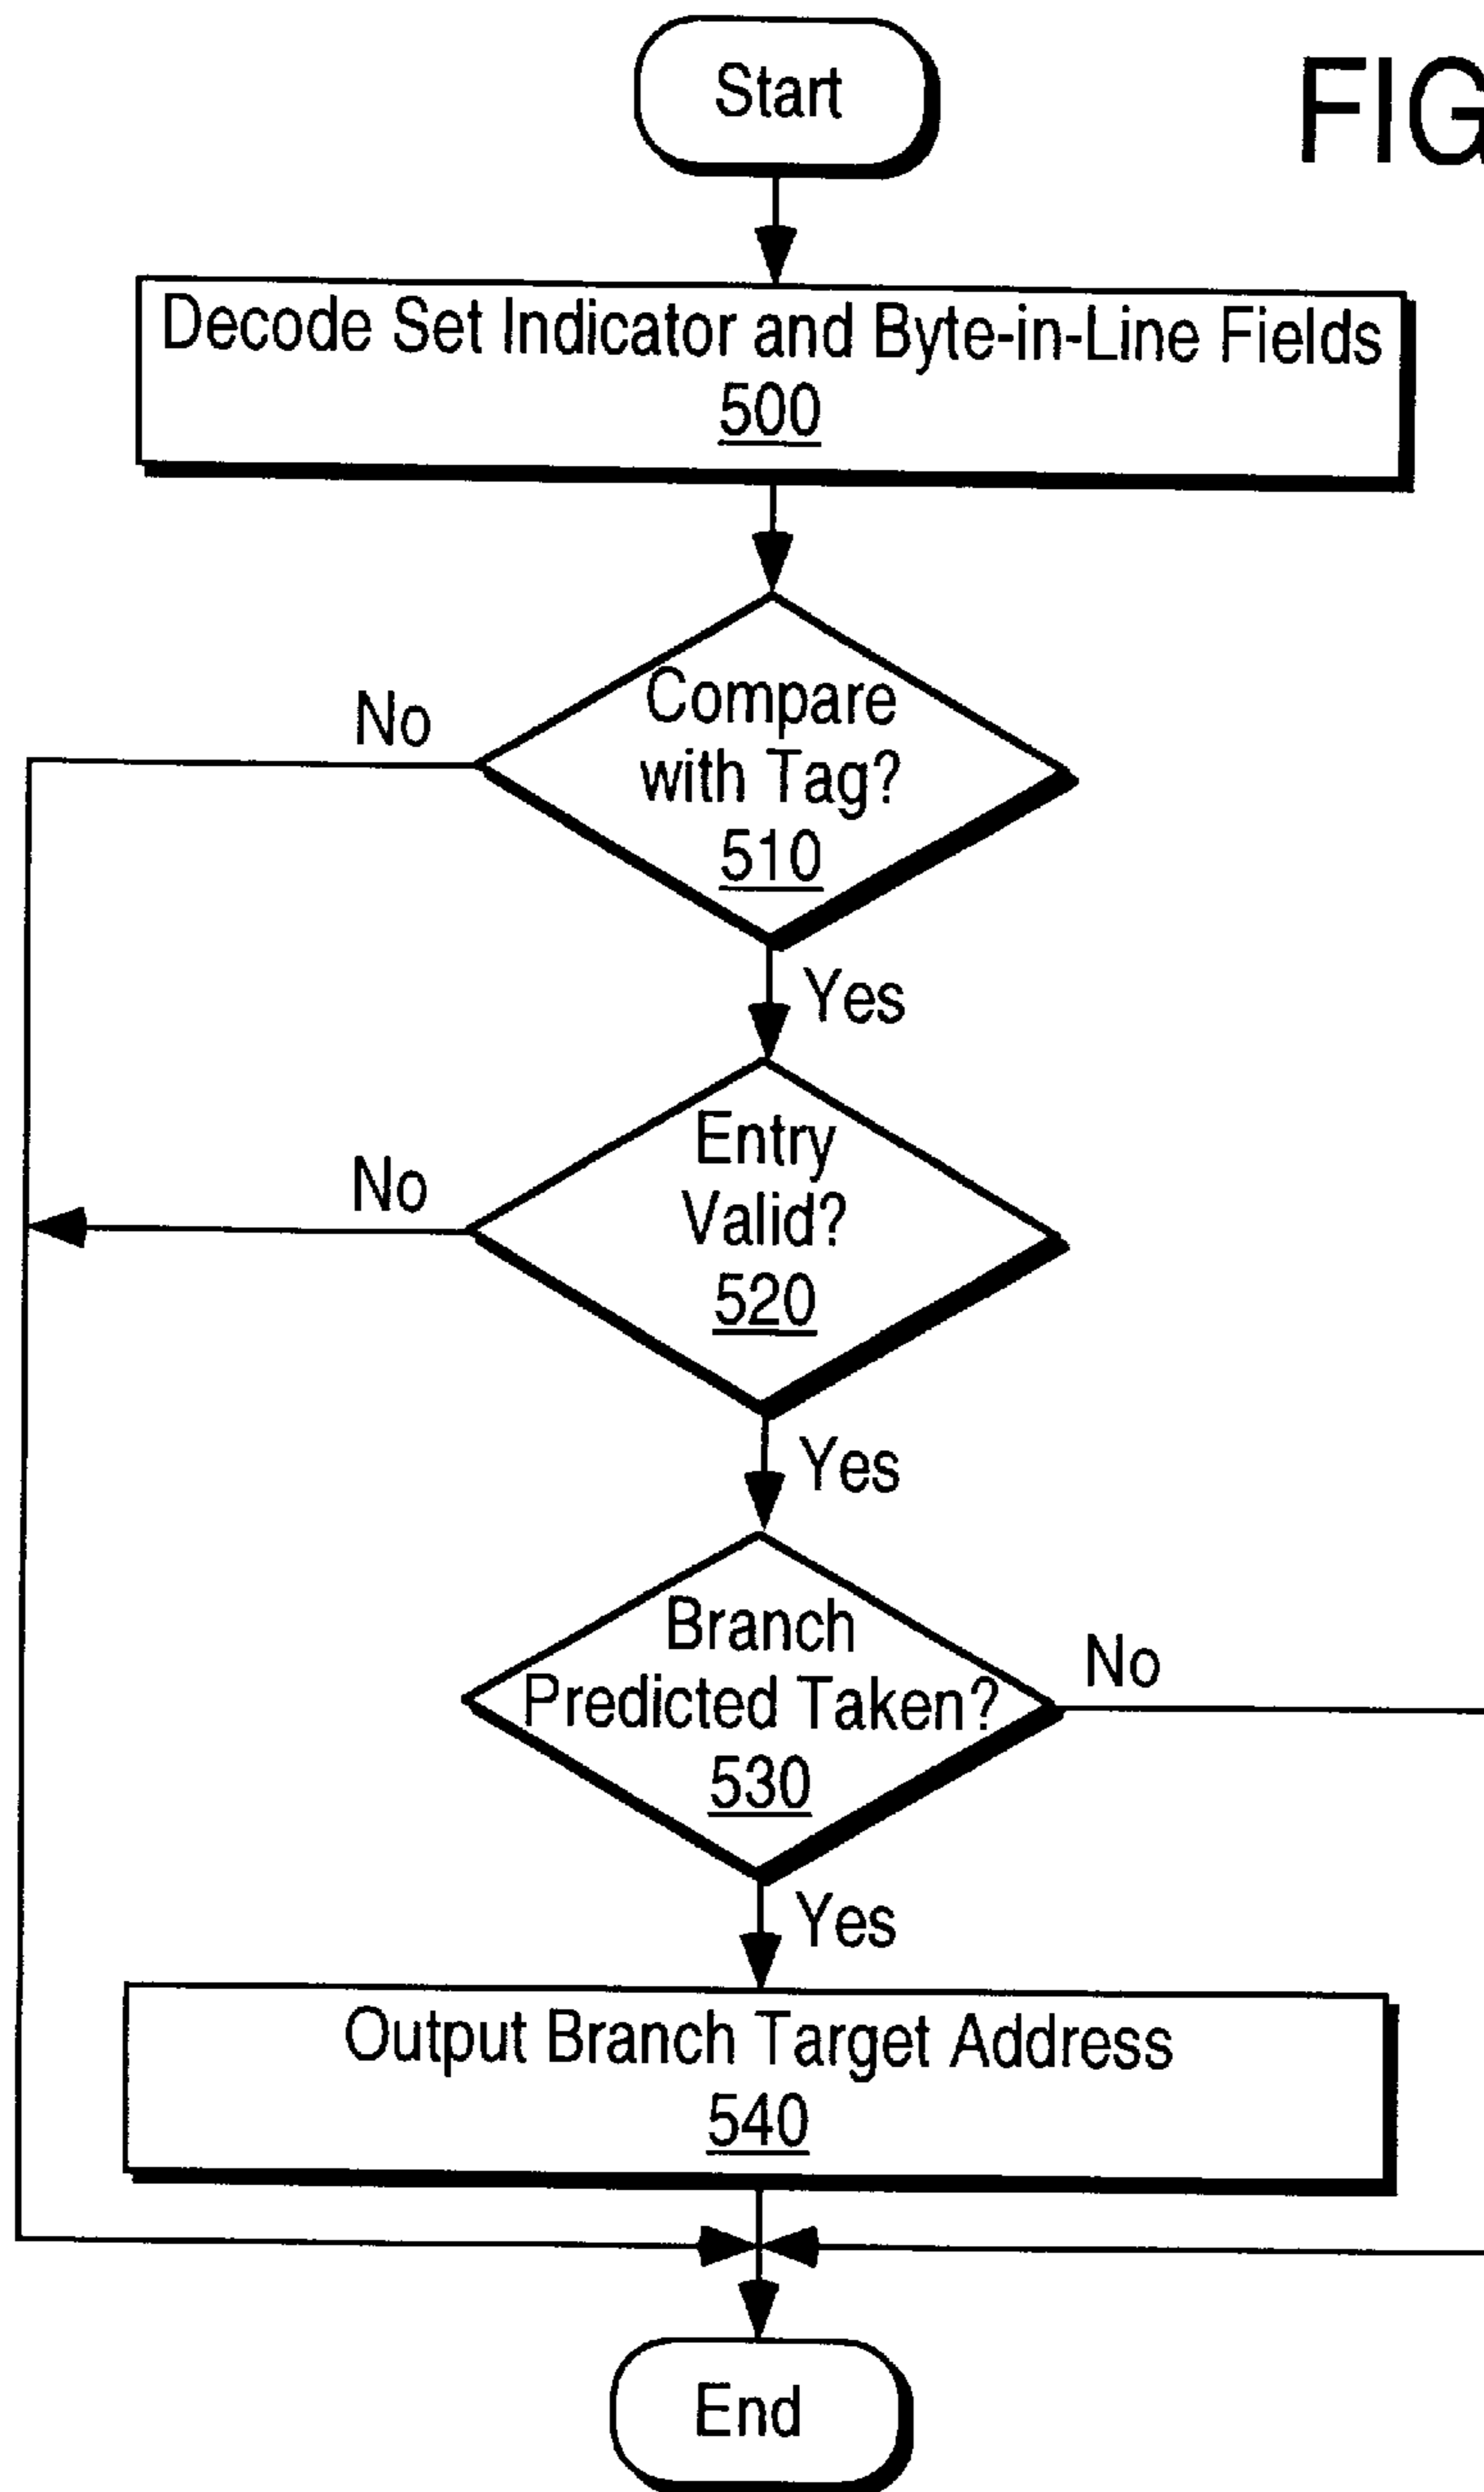 Start
FIG
Decode Set Indicator and Byte-in-Line Fields
500
No
Compare
with Tag?
510
Yes
No
Entry
Valid?
520
Yes
Branch
Predicted Taken?
530
No
Yes
Output Branch Target Address
540
End